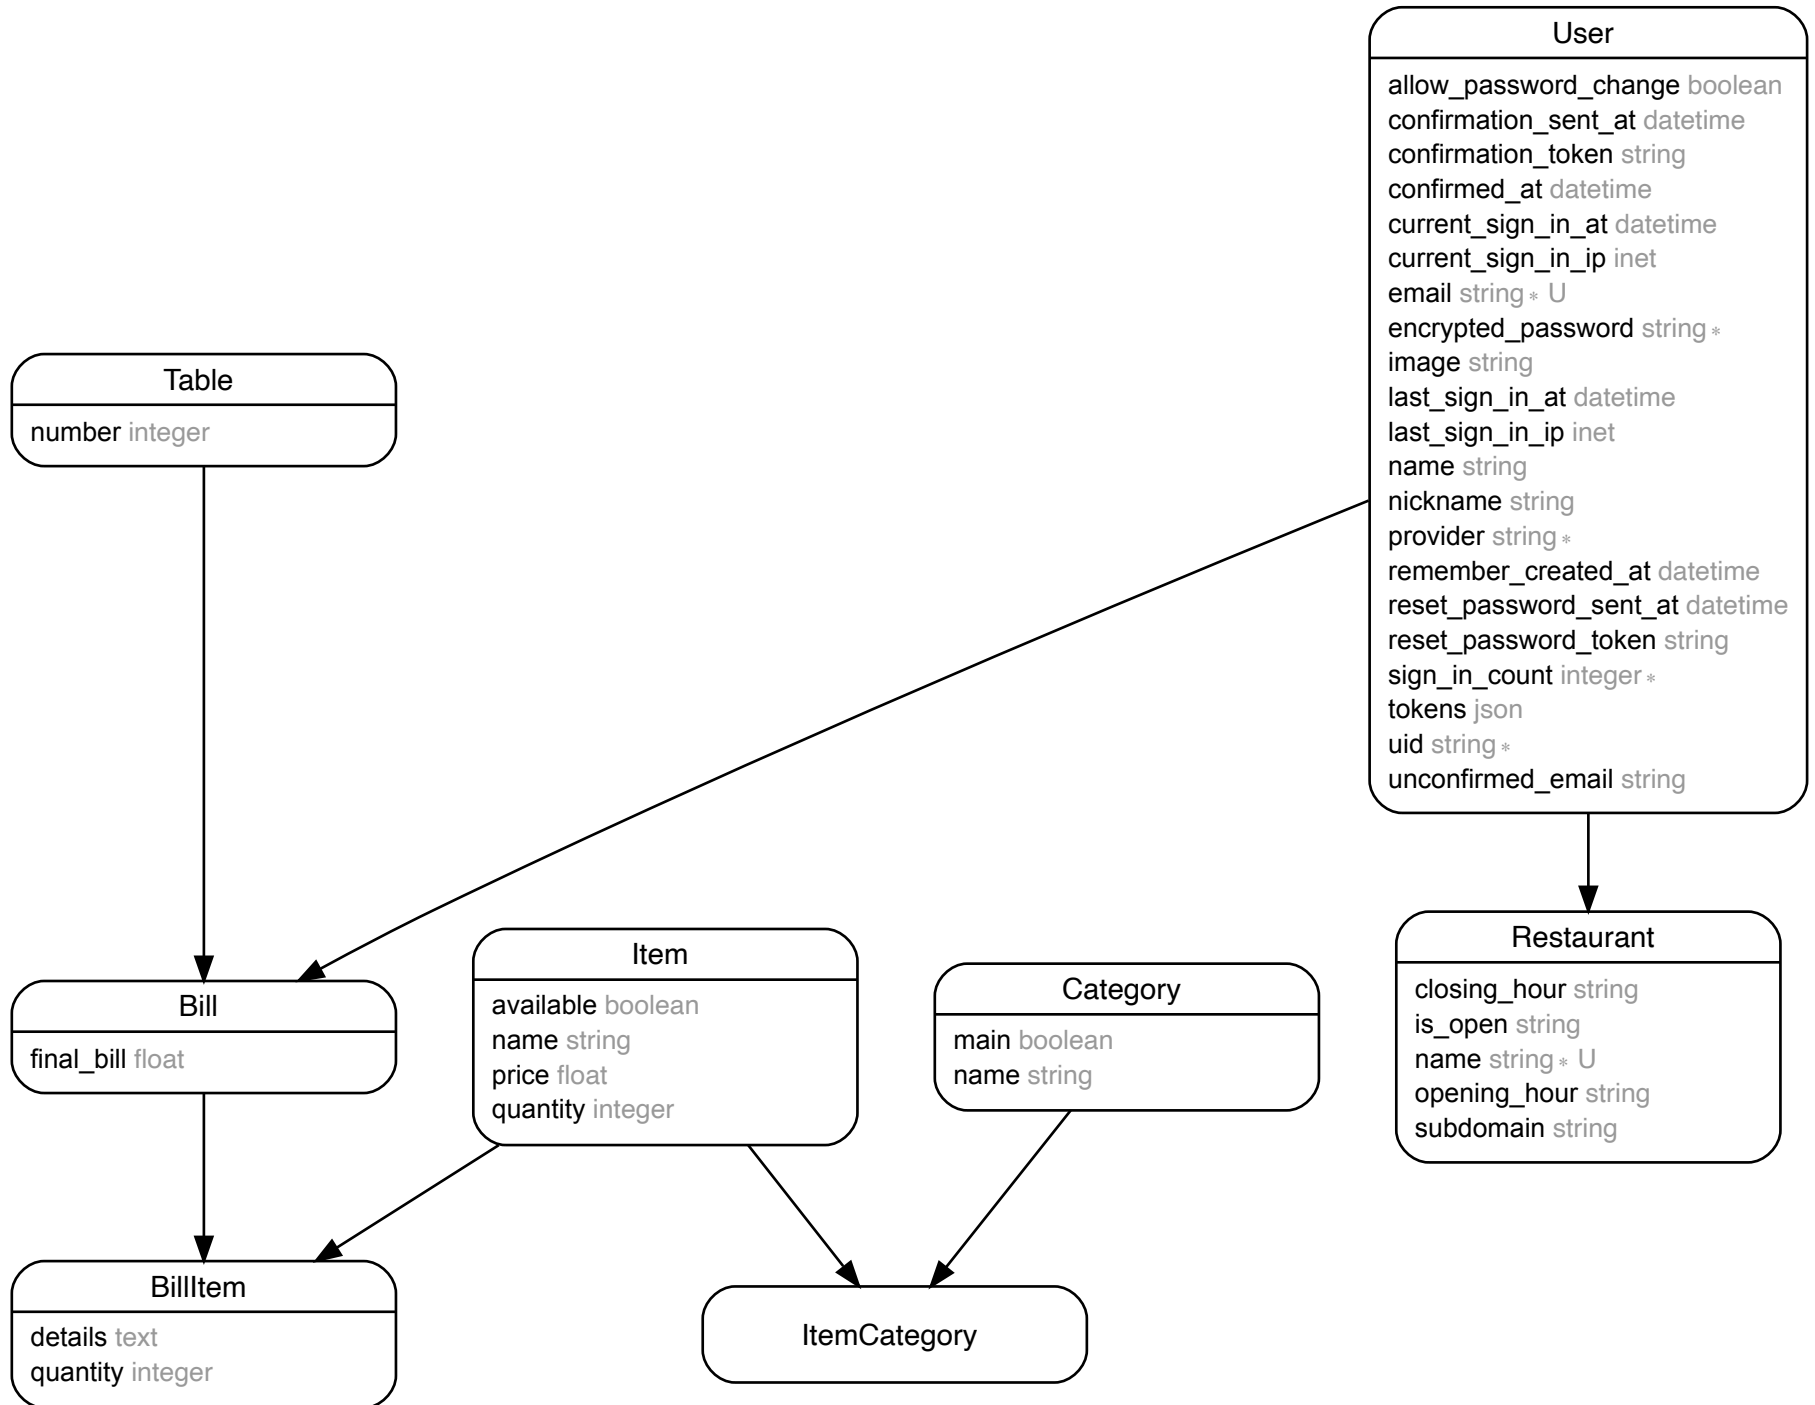 User
allow_password_change boolean
confirmation_sent_at datetime
confirmation_token string
confirmed_at datetime
current_sign_in_at datetime
current_sign_in_ip inet
email string * U
encrypted_password string *
image string
last_sign_in_at datetime
last_sign_in_ip inet
name string
nickname string
provider string *
remember_created_at datetime
reset_password_sent_at datetime
reset_password_token string
sign_in_count integer *
tokens json
uid string *
unconfirmed_email string
Table
number integer
Bill
final_bill float
Item
available boolean
name string
price float
quantity integer
Category
main boolean
name string
Restaurant
closing_hour string
is_open string
name string * U
opening_hour string
subdomain string
BillItem
details text
quantity integer
ItemCategory